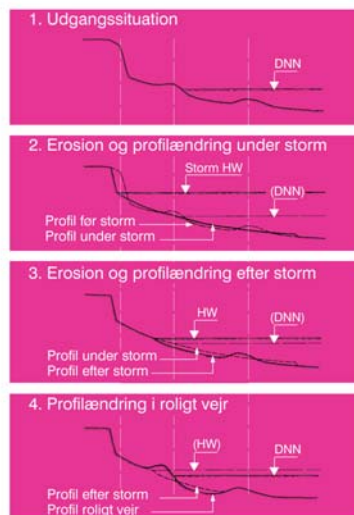 1. Udgangssituation
DNN
2. Erosion og profilændring under storm
Storm HW
(DNN)
Profil før storm
Profil under storm
3. Erosion og profilændring efter storm
HW
(DNN)
Profil under storm
Profil efter storm
4. Profilændring i roligt vejr
(HW)
DNN
Profil efter storm
Profil roligt vejr